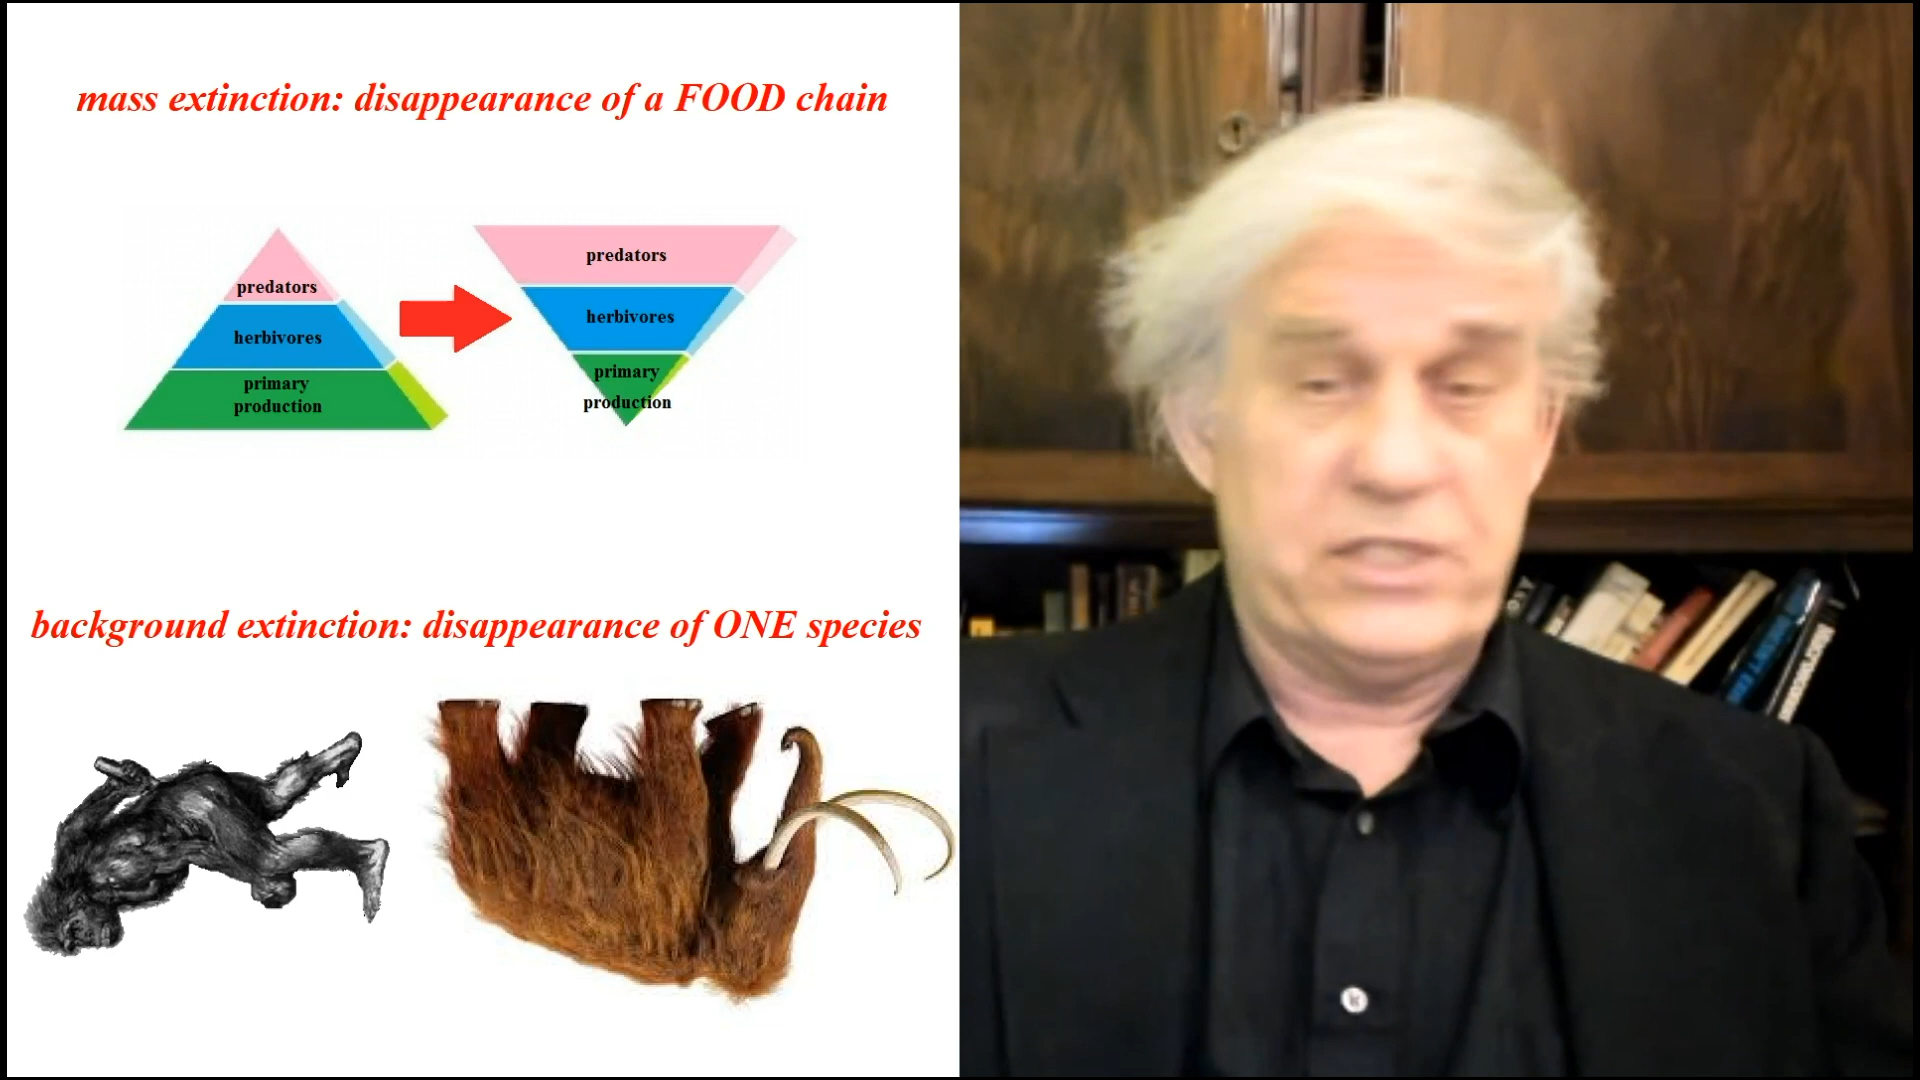 mass extinction: disappearance of a FOOD chain
predators
herbivores
primary
production
predators
herbivores
primary
production
background extinction: disappearance of ONE species